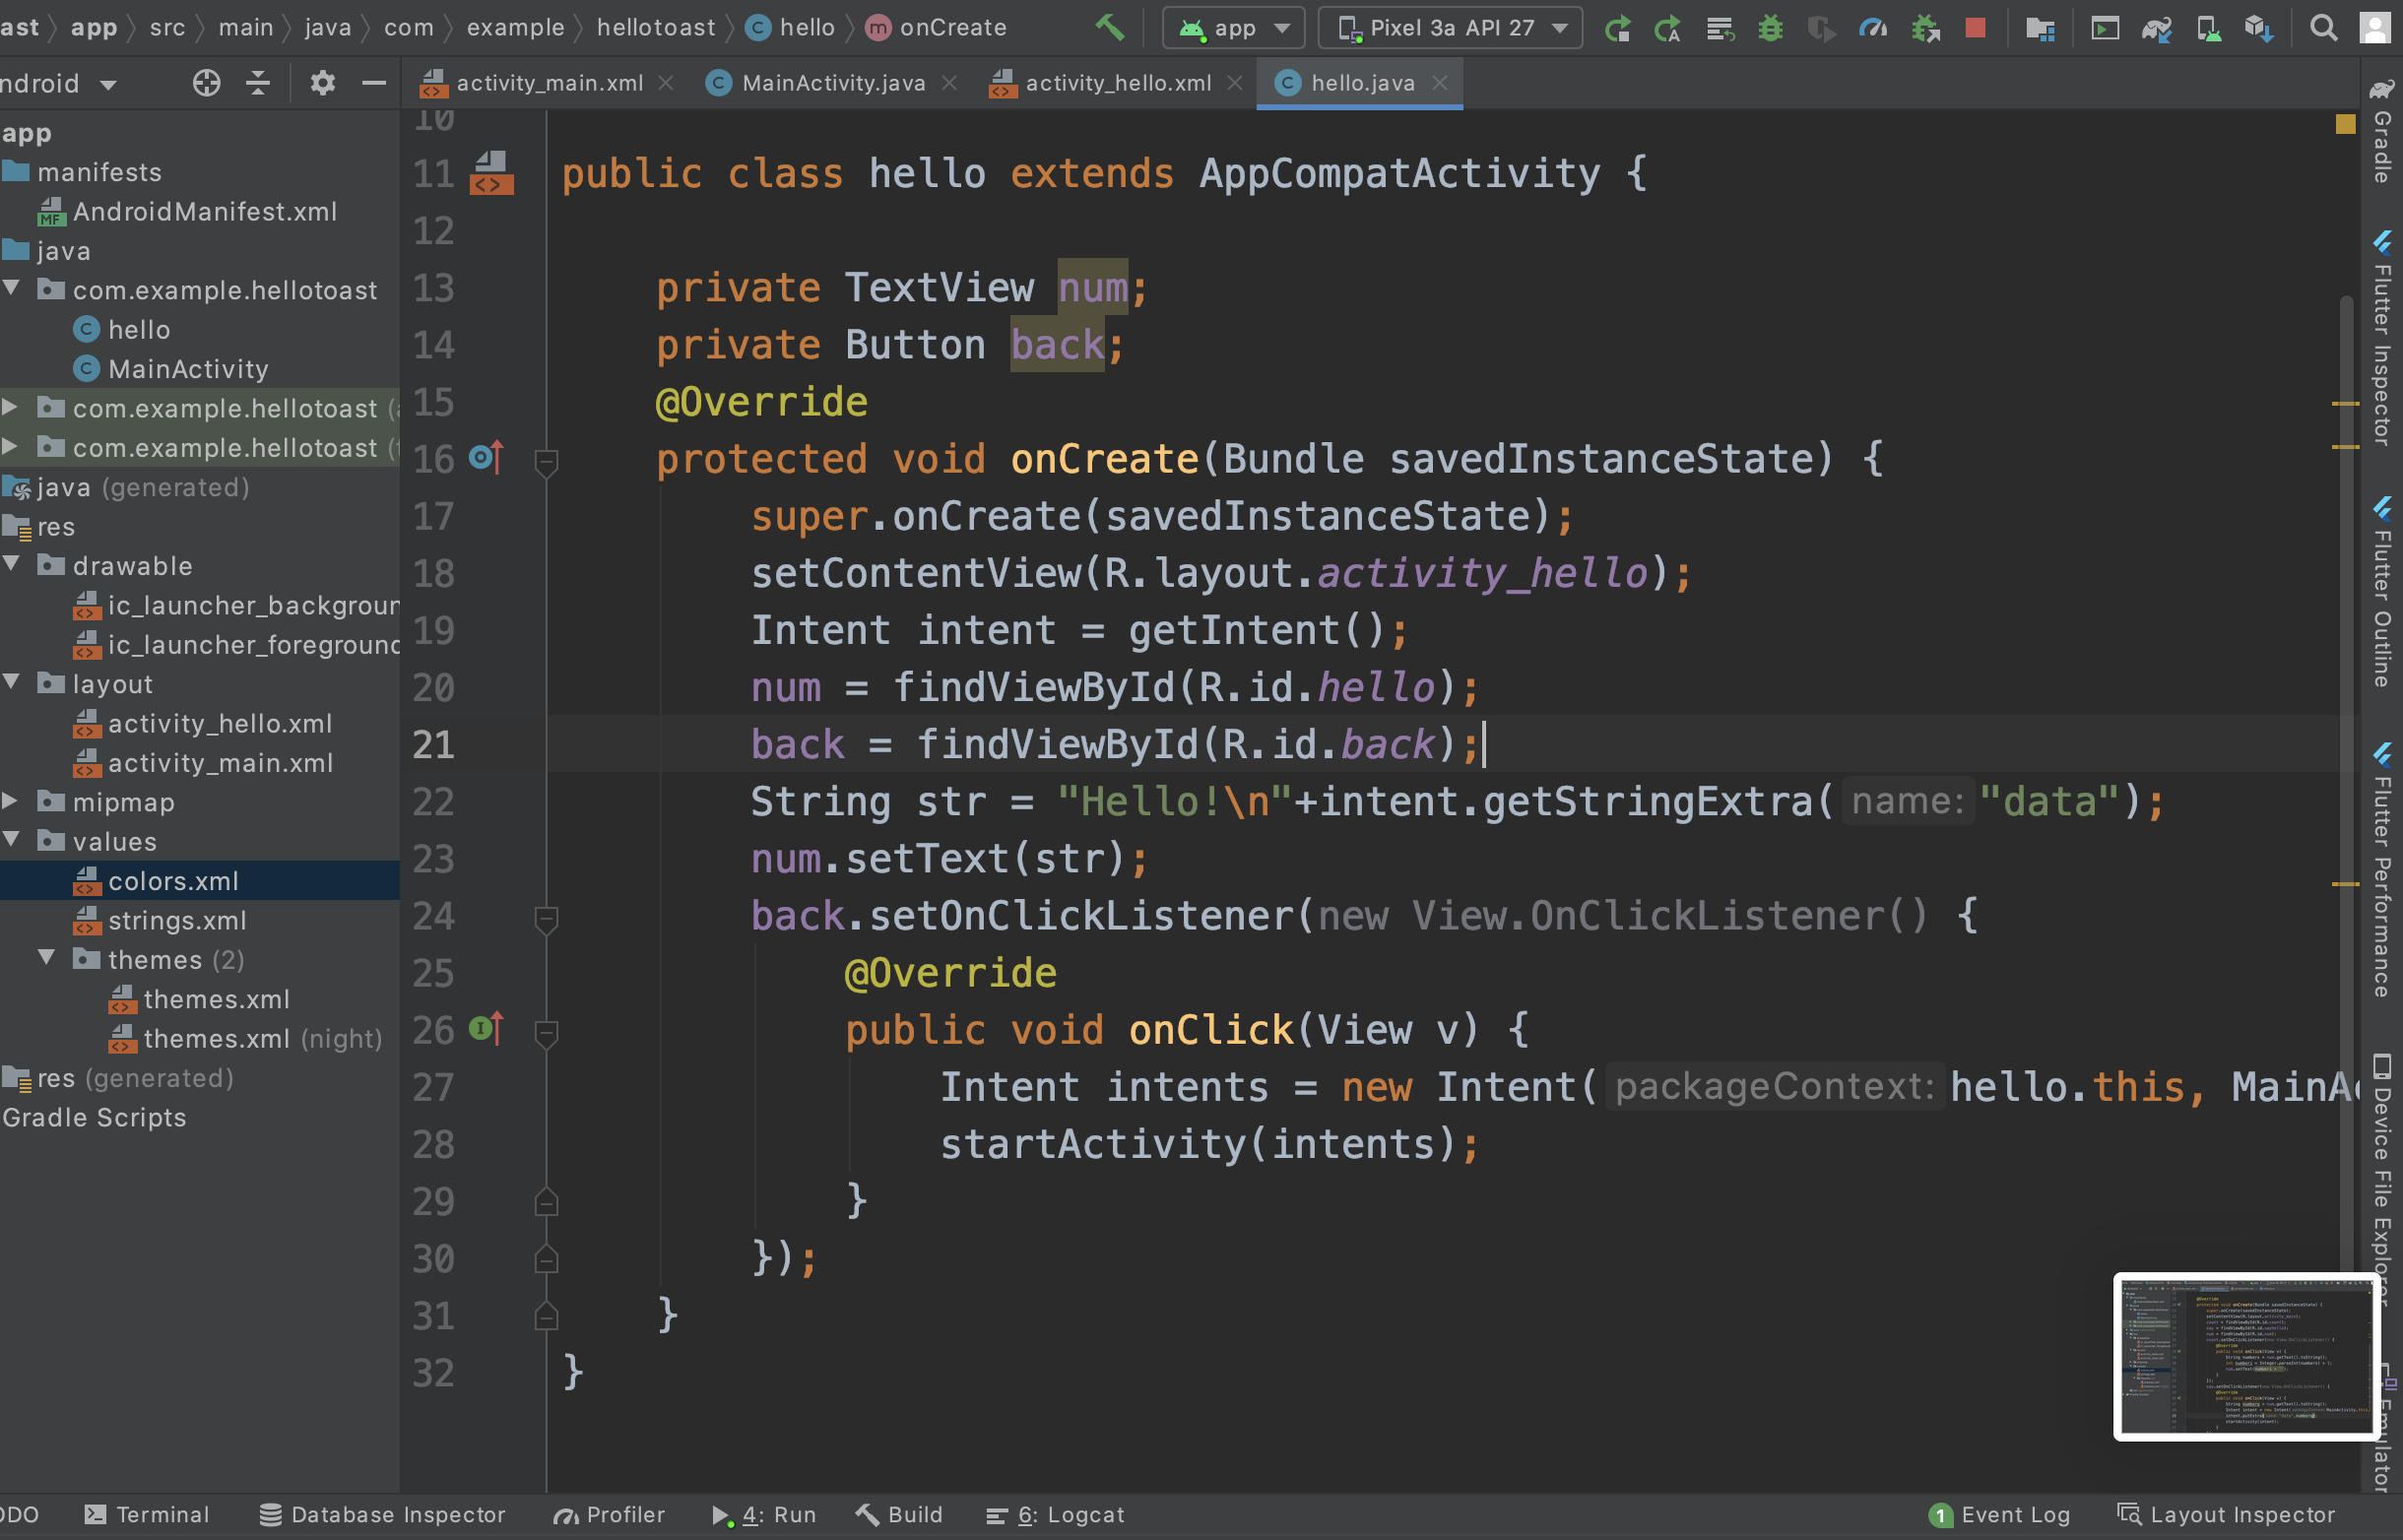 ast app src main java com example hellotoast hello onCreate app Pixel 3a API 27
ndroid
activity_main.xml MainActivity.java activity_hello.xml hello.java
app
manifests
AndroidManifest.xml
java
com.example.hellotoast
hello
MainActivity
com.example.hellotoast (
com.example.hellotoast (
java (generated)
res
drawable
ic_launcher_backgroun
ic_launcher_foreground
layout
activity_hello.xml
activity_main.xml
mipmap
values
colors.xml
strings.xml
themes (2)
themes.xml
themes.xml (night)
res (generated)
Gradle Scripts
10
11 public class hello extends AppCompatActivity {
12
13 private TextView num;
14 private Button back;
15 @Override
16 protected void onCreate(Bundle savedInstanceState) {
17 super.onCreate(savedInstanceState);
18 setContentView(R.layout.activity_hello);
19 Intent intent = getIntent();
20 num = findViewById(R.id.hello);
21 back = findViewById(R.id.back);
22 String str = "Hello!\n"+intent.getStringExtra( name: "data");
23 num.setText(str);
24 back.setOnClickListener(new View.OnClickListener() {
25 @Override
26 public void onClick(View v) {
27 Intent intents = new Intent( packageContext: hello.this, MainAc
28 startActivity(intents);
29 }
30 });
31 }
32 }
Gradle
Flutter Inspector
Flutter Outline
Flutter Performance
Device File Explorer
Emulator
ODO Terminal Database Inspector Profiler 4: Run Build 6: Logcat 1 Event Log Layout Inspector